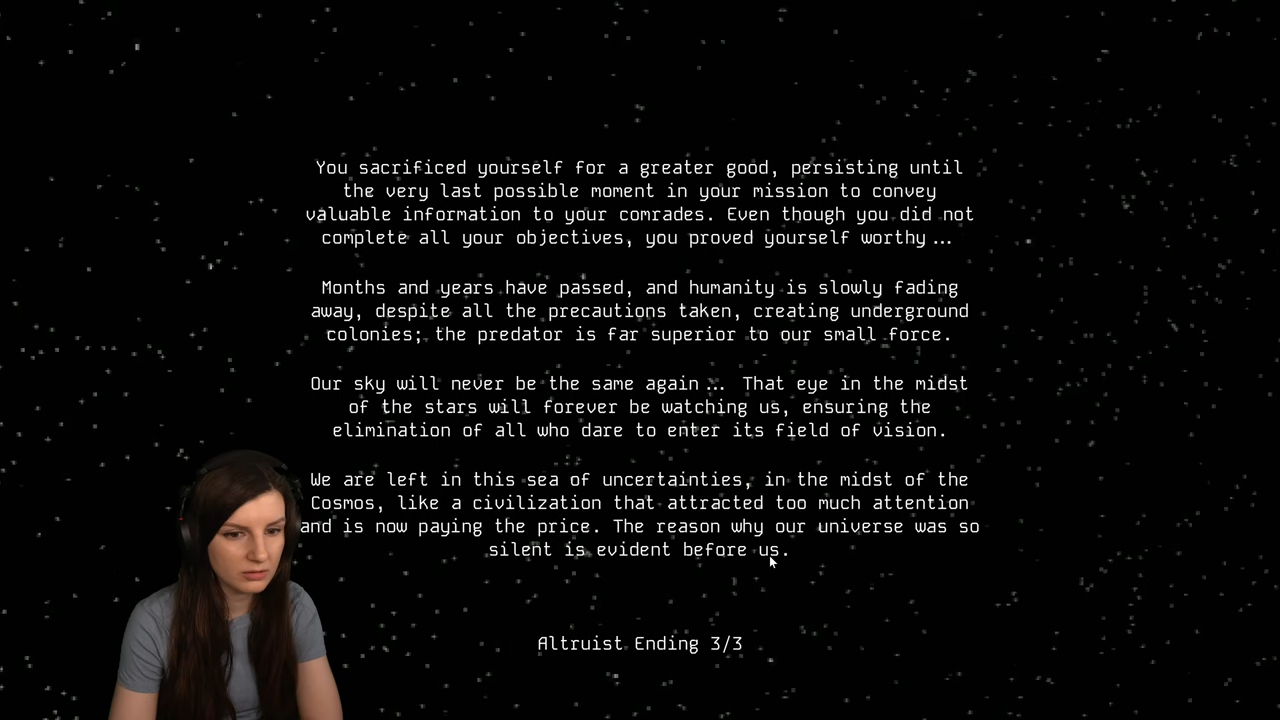 You sacrificed yourself for a greater good, persisting until
the very last possible moment in your mission to convey
valuable information to your comrades. Even though you did not
complete all your objectives, you proved yourself worthy...
Months and years have passed, and humanity is slowly fading
away, despite all the precautions taken, creating underground
colonies; the predator is far superior to our small force.
Our sky will never be the same again... That eye in the midst
of the stars will forever be watching us, ensuring the
elimination of all who dare to enter its field of vision.
We are left in this sea of uncertainties, in the midst of the
Cosmos, like a civilization that attracted too much attention
and is now paying the price. The reason why our universe was so
silent is evident before us.
Altruist Ending 3/3